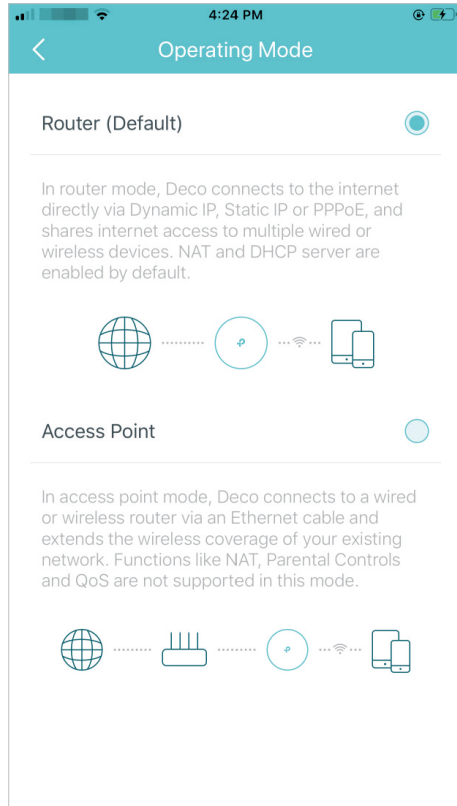 4:24 PM
Operating Mode
Router (Default)
In router mode, Deco connects to the internet
directly via Dynamic IP, Static IP or PPPoE, and
shares internet access to multiple wired or
wireless devices. NAT and DHCP server are
enabled by default.
Access Point
In access point mode, Deco connects to a wired
or wireless router via an Ethernet cable and
extends the wireless coverage of your existing
network. Functions like NAT, Parental Controls
and QoS are not supported in this mode.